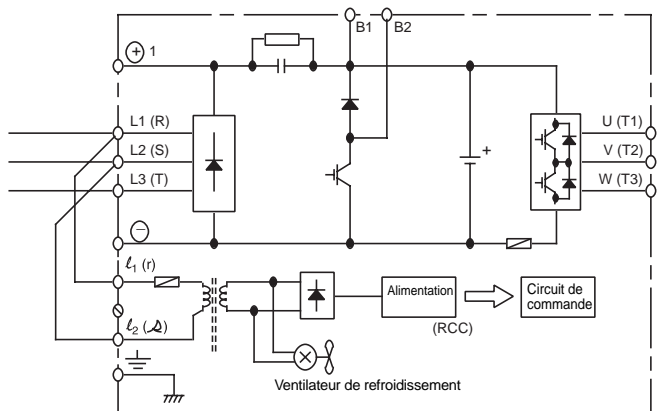 B1 B2
⊕ 1
L1 (R)
L2 (S)
L3 (T)
+
U (T1)
V (T2)
W (T3)
⊖
ℓ1 (r)
ℓ2 (s)
Alimentation
(RCC)
Circuit de
commande
Ventilateur de refroidissement